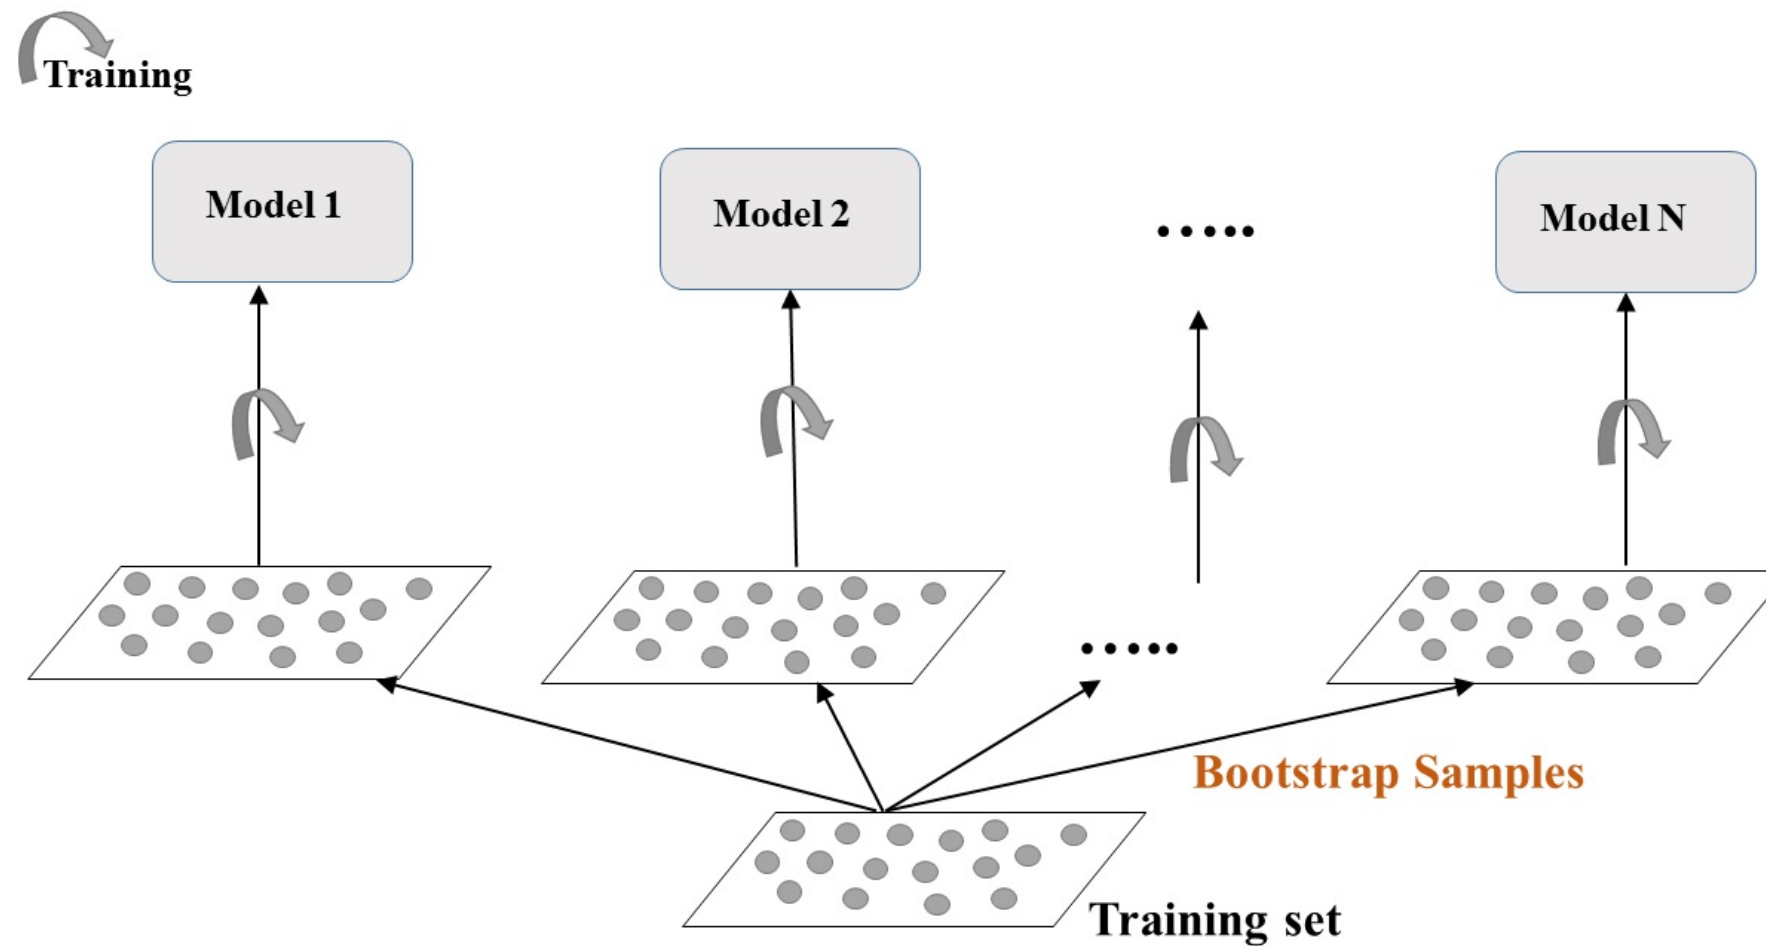 Training
Model 1
Model 2
.....
Model N
.....
Bootstrap Samples
Training set